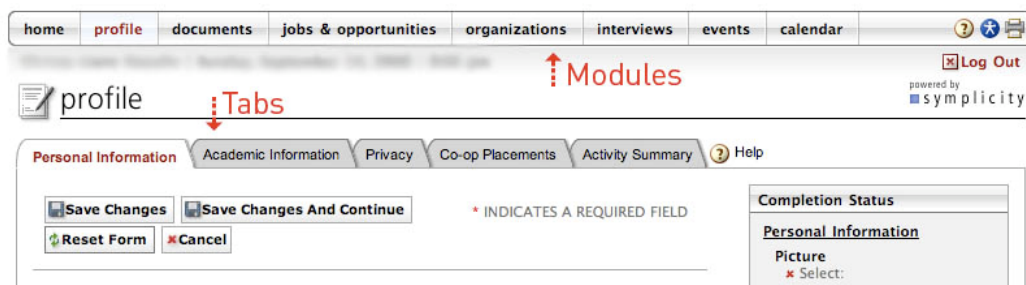 home profile documents jobs & opportunities organizations interviews events calendar ?
Log Out
Modules
profile
Tabs
powered by
symplicity
Personal Information Academic Information Privacy Co-op Placements Activity Summary ? Help
Save Changes Save Changes And Continue * INDICATES A REQUIRED FIELD
Reset Form Cancel
Completion Status
Personal Information
Picture
Select: